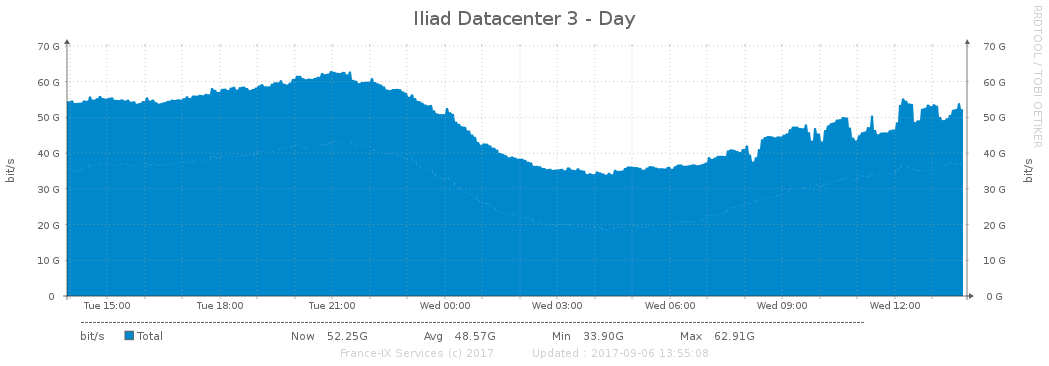 Iliad Datacenter 3 - Day
RRDTOOL / TOBI OETIKER
70 G 70 G
60 G 60 G
50 G 50 G
40 G 40 G
30 G 30 G
20 G 20 G
10 G 10 G
0 0 G
bit/s bit/s
Tue 15:00 Tue 18:00 Tue 21:00 Wed 00:00 Wed 03:00 Wed 06:00 Wed 09:00 Wed 12:00
bit/s Total Now 52.25G Avg 48.57G Min 33.90G Max 62.91G
France-IX Services (c) 2017 Updated : 2017-09-06 13:55:08